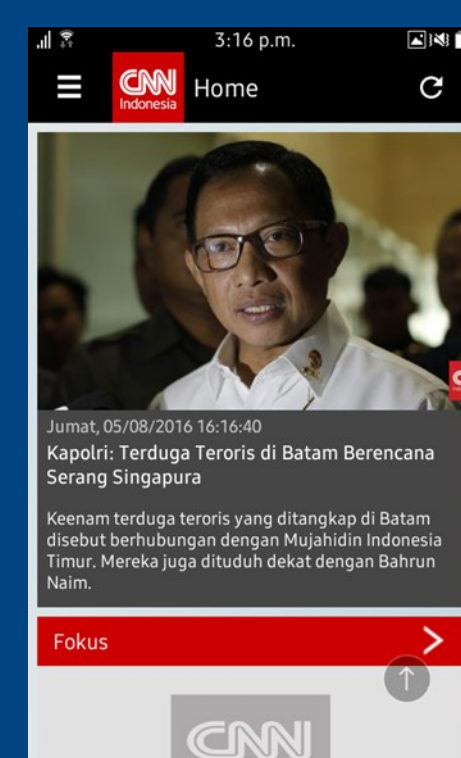 3:16 p.m.
CNN
Indonesia
Home
Jumat, 05/08/2016 16:16:40
Kapolri: Terduga Teroris di Batam Berencana
Serang Singapura
Keenam terduga teroris yang ditangkap di Batam
disebut berhubungan dengan Mujahidin Indonesia
Timur. Mereka juga dituduh dekat dengan Bahrun
Naim.
Fokus
CNN